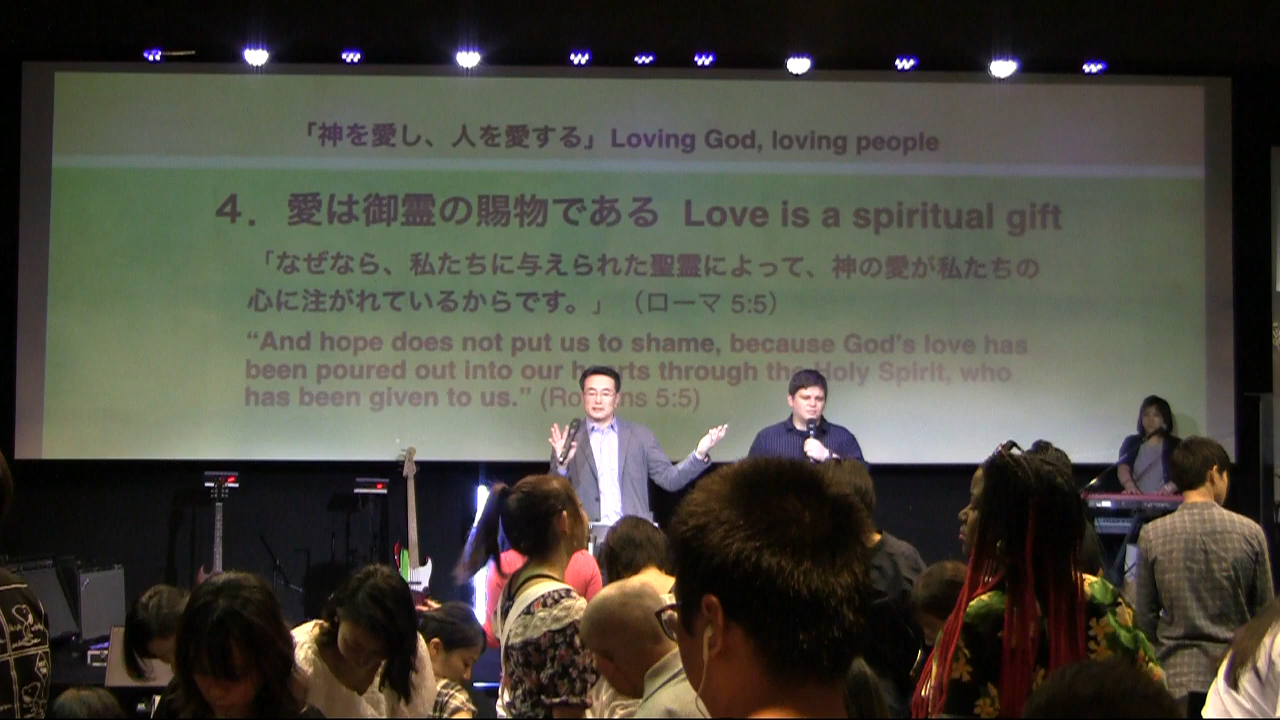 「神を愛し、人を愛する」Loving God, loving people
4．愛は御霊の賜物である Love is a spiritual gift
「なぜなら、私たちに与えられた聖霊によって、神の愛が私たちの
心に注がれているからです。」（ローマ 5:5）
“And hope does not put us to shame, because God’s love has
been poured out into our hearts through the Holy Spirit, who
has been given to us.” (Romans 5:5)